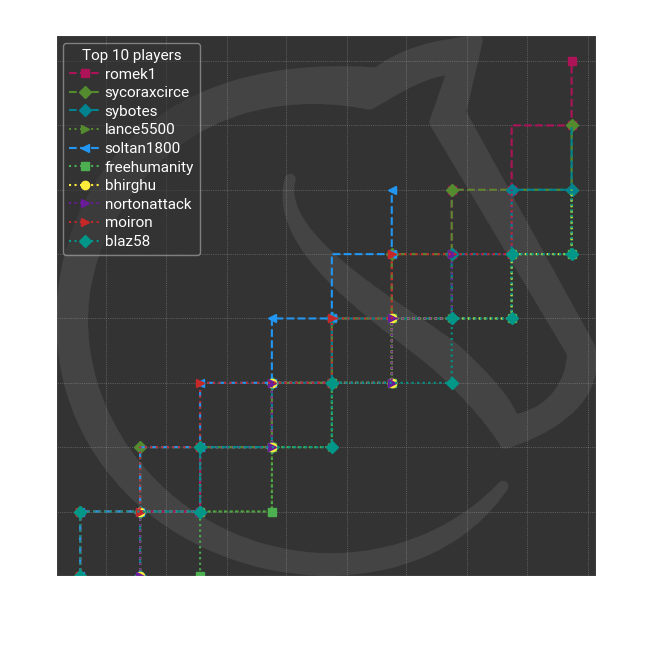 Top 10 players
romek1
sycoraxcirce
sybotes
lance5500
soltan1800
freehumanity
bhirghu
nortonattack
moiron
blaz58